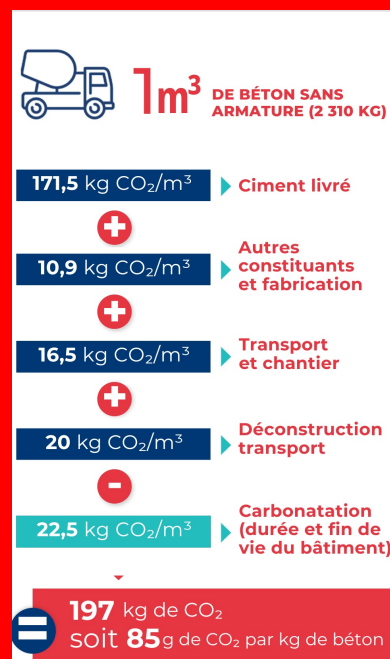 1m³ DE BÉTON SANS
ARMATURE (2 310 KG)
171,5 kg CO₂/m³ Ciment livré
+
10,9 kg CO₂/m³ Autres
constituants
et fabrication
+
16,5 kg CO₂/m³ Transport
et chantier
+
20 kg CO₂/m³ Déconstruction
transport
-
22,5 kg CO₂/m³ Carbonatation
(durée et fin de
vie du bâtiment)
= 197 kg de CO₂
soit 85 g de CO₂ par kg de béton